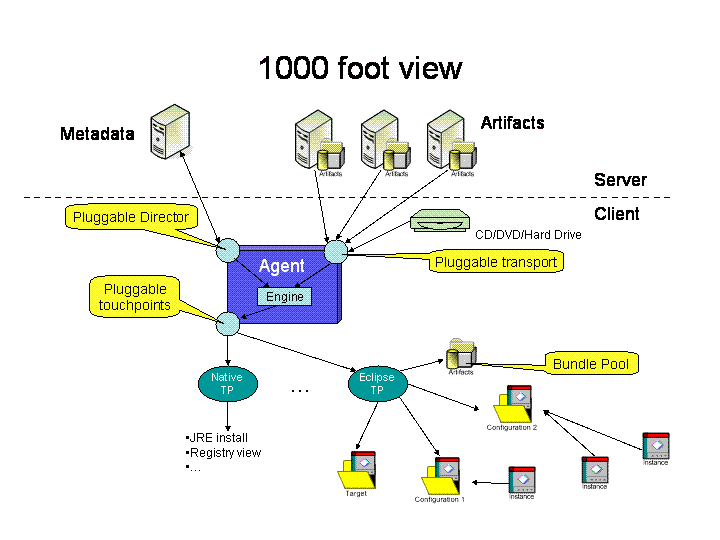 1000 foot view
Metadata
Artifacts
Artifacts
Artifacts
Artifacts
Server
Client
Pluggable Director
CD/DVD/Hard Drive
Agent
Pluggable transport
Engine
Pluggable
touchpoints
Artifacts
Bundle Pool
Native
TP
…
Eclipse
TP
Configuration 2
•JRE install
•Registry view
•…
Target
Configuration 1
Instance
Instance
Instance